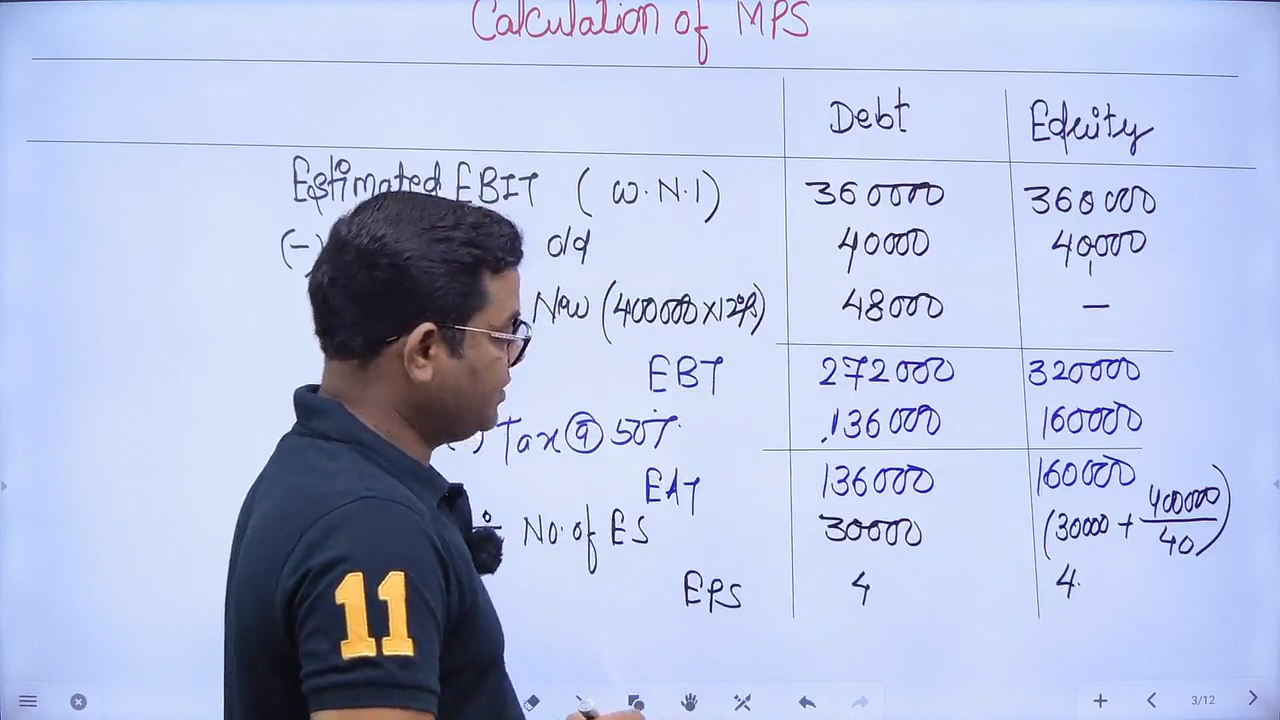 Calculation of MPS
Debt Equity
Estimated EBIT (W.N.1) 360000 360000
(-) old 40000 40000
New (400000×12%) 48000 –
EBT 272000 320000
Tax @ 50% 136000 160000
EAT 136000 160000
÷ No. of ES 30000 (30000 + 400000/40)
EPS 4 4.
11
3/12